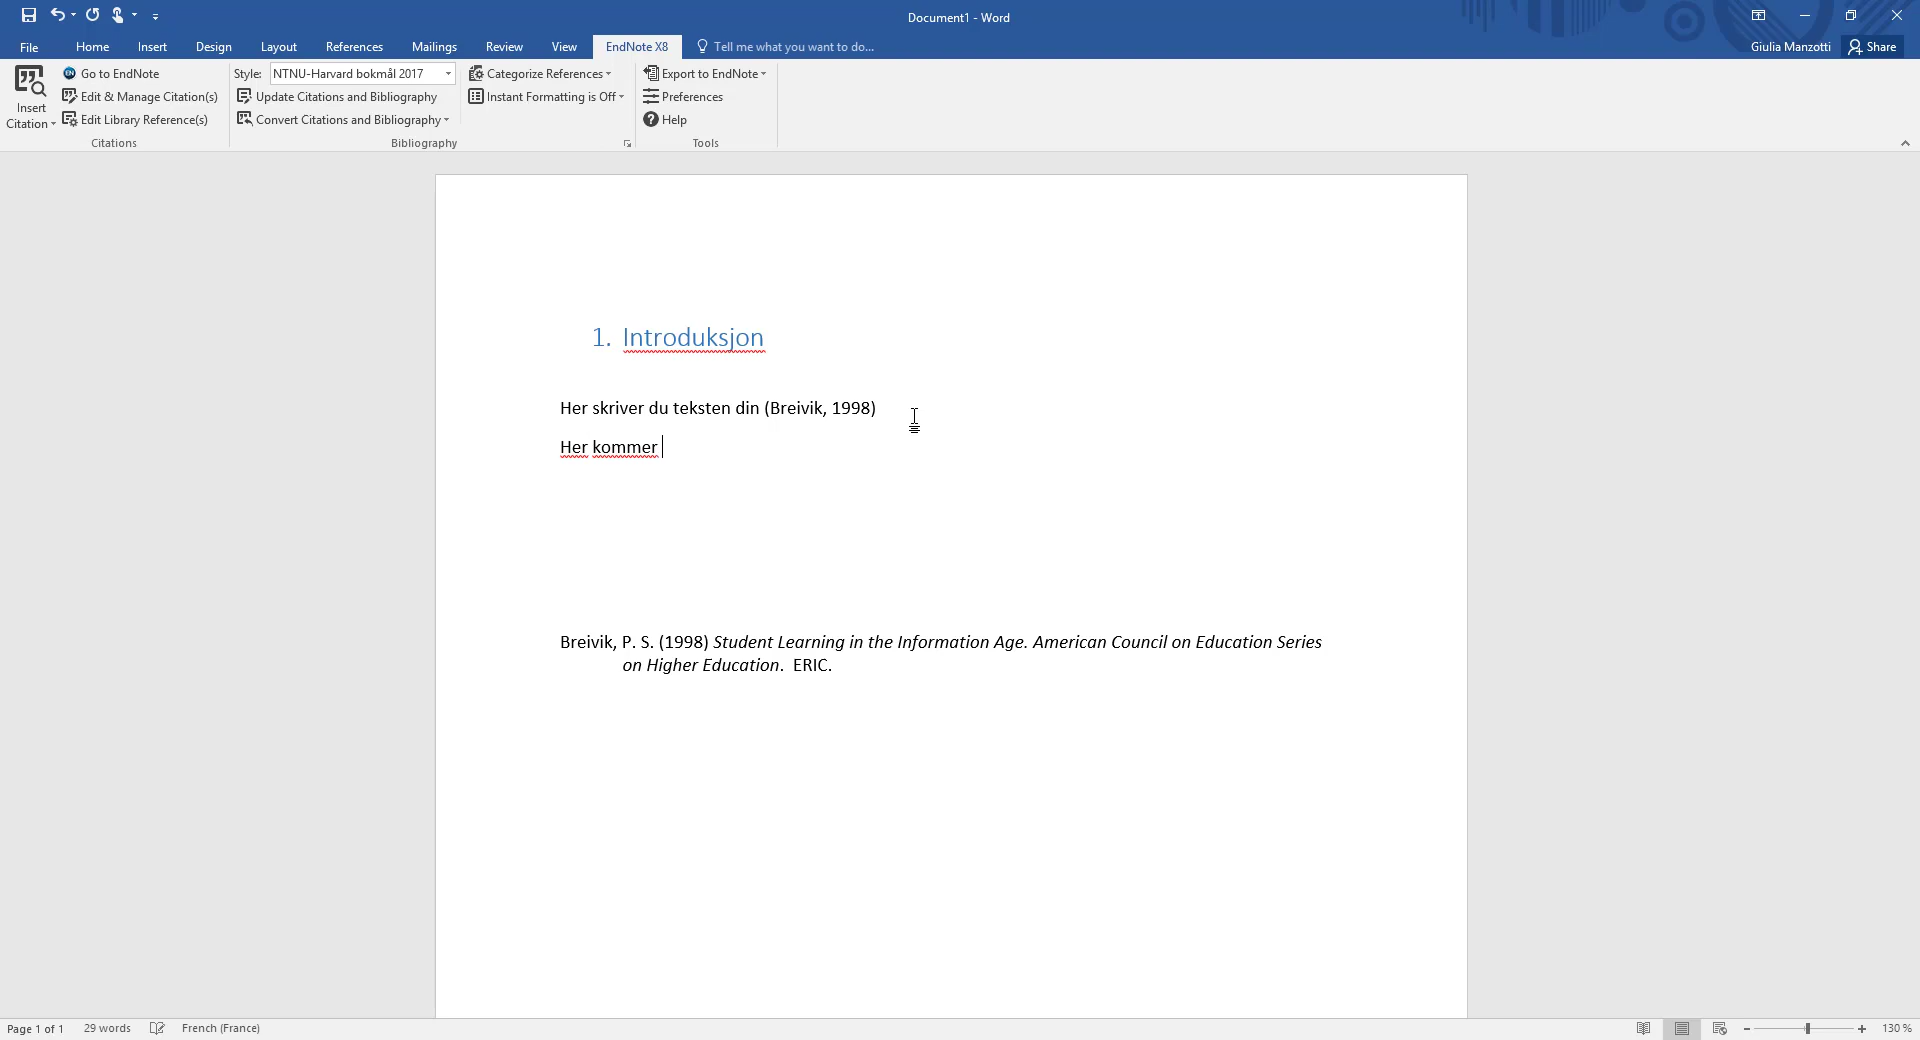 Document1 - Word
File Home Insert Design Layout References Mailings Review View EndNote X8 Tell me what you want to do... Giulia Manzotti Share
Insert Citation
Go to EndNote
Edit & Manage Citation(s)
Edit Library Reference(s)
Citations
Style: NTNU-Harvard bokmål 2017
Update Citations and Bibliography
Convert Citations and Bibliography
Categorize References
Instant Formatting is Off
Bibliography
Export to EndNote
Preferences
Help
Tools
1. Introduksjon
Her skriver du teksten din (Breivik, 1998)
Her kommer
Breivik, P. S. (1998) Student Learning in the Information Age. American Council on Education Series
on Higher Education. ERIC.
Page 1 of 1 29 words French (France) 130 %